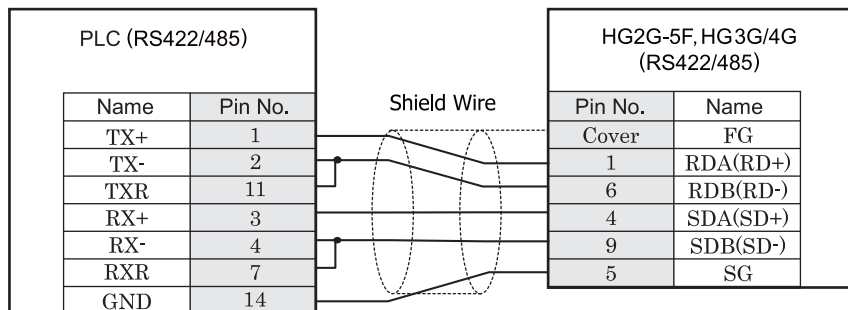 PLC (RS422/485)
HG2G-5F, HG3G/4G
(RS422/485)
Shield Wire
Name Pin No.
TX+ 1
TX- 2
TXR 11
RX+ 3
RX- 4
RXR 7
GND 14
Pin No. Name
Cover FG
1 RDA(RD+)
6 RDB(RD-)
4 SDA(SD+)
9 SDB(SD-)
5 SG